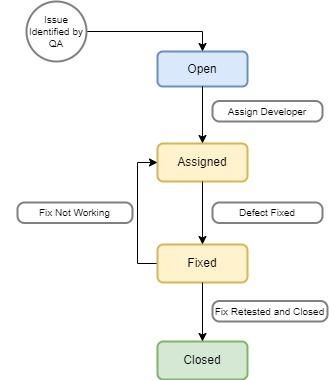 Issue
Identified by
QA
Open
Assign Developer
Assigned
Fix Not Working
Defect Fixed
Fixed
Fix Retested and Closed
Closed